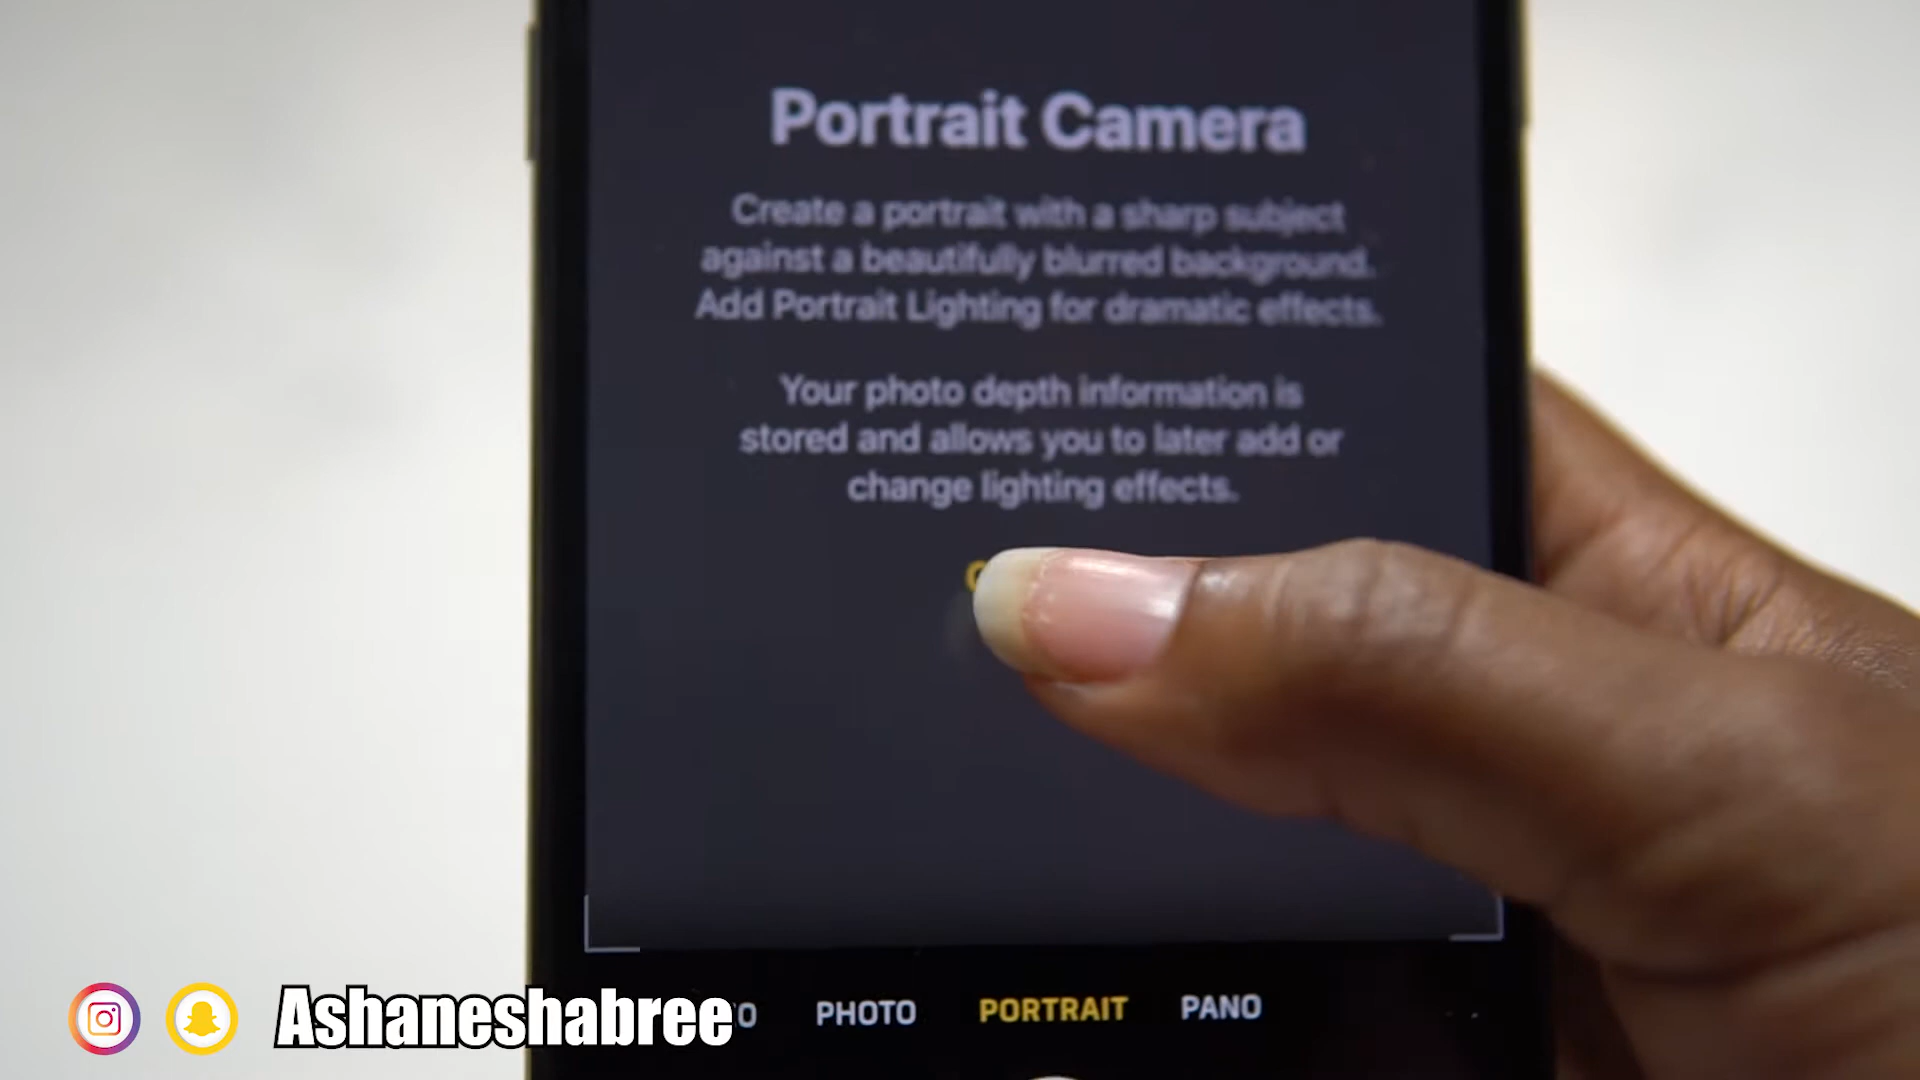 Portrait Camera
Create a portrait with a sharp subject
against a beautifully blurred background.
Add Portrait Lighting for dramatic effects.
Your photo depth information is
stored and allows you to later add or
change lighting effects.
PHOTO PORTRAIT PANO
Ashaneshabree